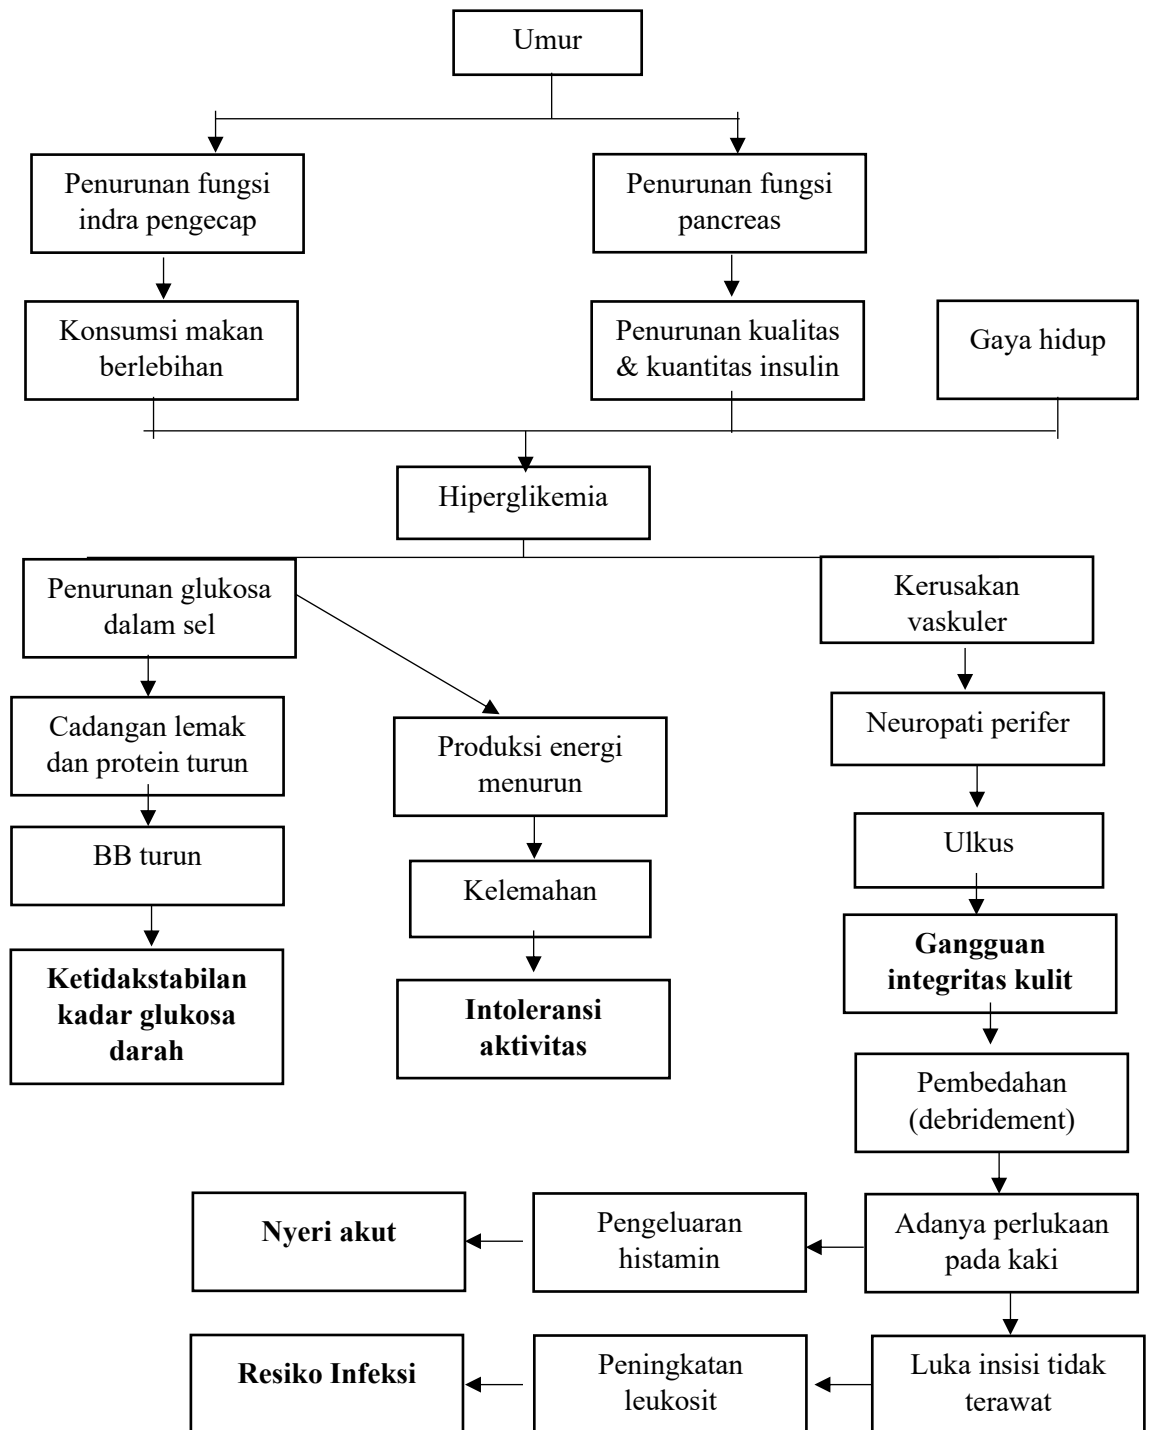 Umur
Penurunan fungsi
indra pengecap
Penurunan fungsi
pancreas
Konsumsi makan
berlebihan
Penurunan kualitas
& kuantitas insulin
Gaya hidup
Hiperglikemia
Penurunan glukosa
dalam sel
Kerusakan
vaskuler
Cadangan lemak
dan protein turun
Produksi energi
menurun
Neuropati perifer
BB turun
Kelemahan
Ulkus
Ketidakstabilan
kadar glukosa
darah
Intoleransi
aktivitas
Gangguan
integritas kulit
Pembedahan
(debridement)
Nyeri akut
Pengeluaran
histamin
Adanya perlukaan
pada kaki
Resiko Infeksi
Peningkatan
leukosit
Luka insisi tidak
terawat